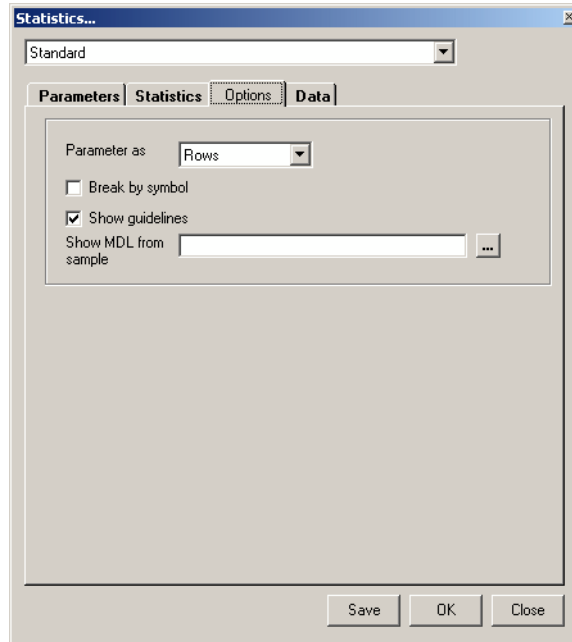 Statistics...
Standard
Parameters Statistics Options Data
Parameter as Rows
Break by symbol
Show guidelines
Show MDL from
sample
...
Save OK Close